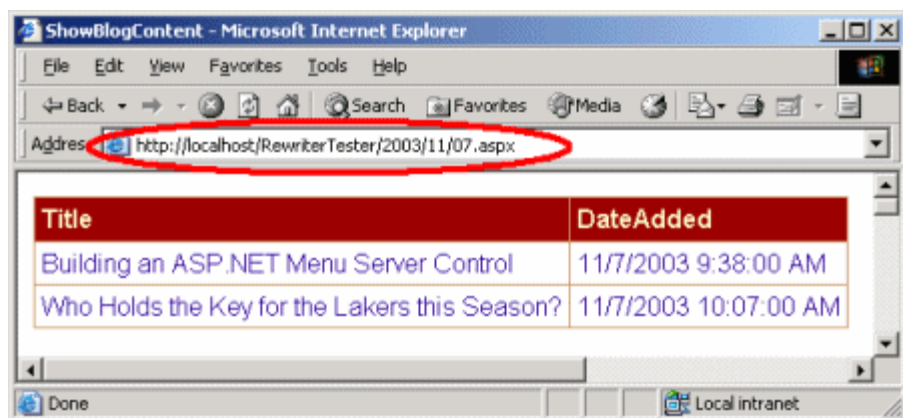 ShowBlogContent - Microsoft Internet Explorer
File Edit View Favorites Tools Help
Back Search Favorites Media
Address http://localhost/RewriterTester/2003/11/07.aspx
Title DateAdded
Building an ASP.NET Menu Server Control 11/7/2003 9:38:00 AM
Who Holds the Key for the Lakers this Season? 11/7/2003 10:07:00 AM
Done Local intranet